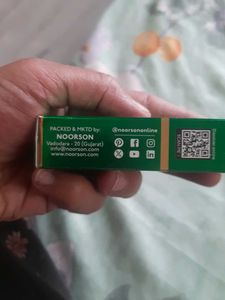 PACKED & MKTD by:
NOORSON
Vadodara - 20 (Gujarat)
info@noorson.com
www.noorson.com
@noorsononline